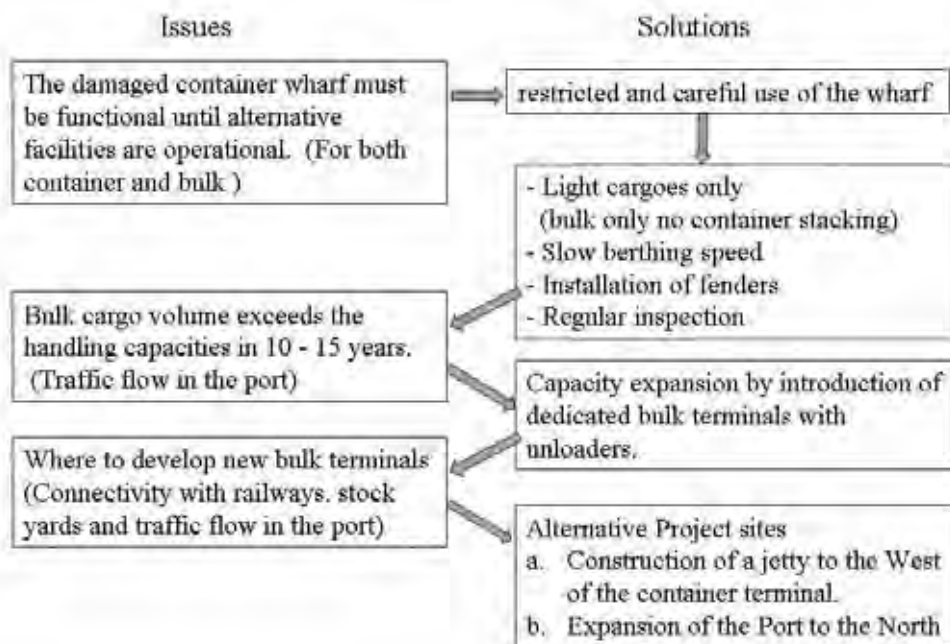 Issues
Solutions
The damaged container wharf must
be functional until alternative
facilities are operational. (For both
container and bulk )
restricted and careful use of the wharf
- Light cargoes only
(bulk only no container stacking)
- Slow berthing speed
- Installation of fenders
- Regular inspection
Bulk cargo volume exceeds the
handling capacities in 10 - 15 years.
(Traffic flow in the port)
Capacity expansion by introduction of
dedicated bulk terminals with
unloaders.
Where to develop new bulk terminals
(Connectivity with railways, stock
yards and traffic flow in the port)
Alternative Project sites
a. Construction of a jetty to the West
of the container terminal.
b. Expansion of the Port to the North